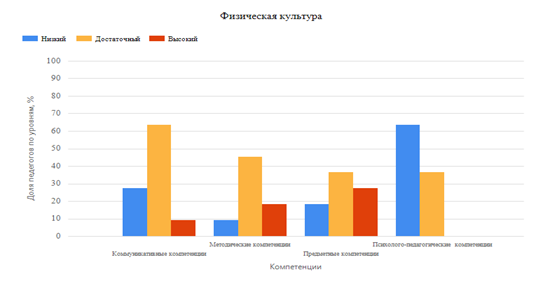 Физическая культура
Низкий Достаточный Высокий
100
90
80
70
60
50
40
30
20
10
0
Доля педагогов по уровням, %
Методические компетенции Психолого-педагогические компетенции
Коммуникативные компетенции Предметные компетенции
Компетенции